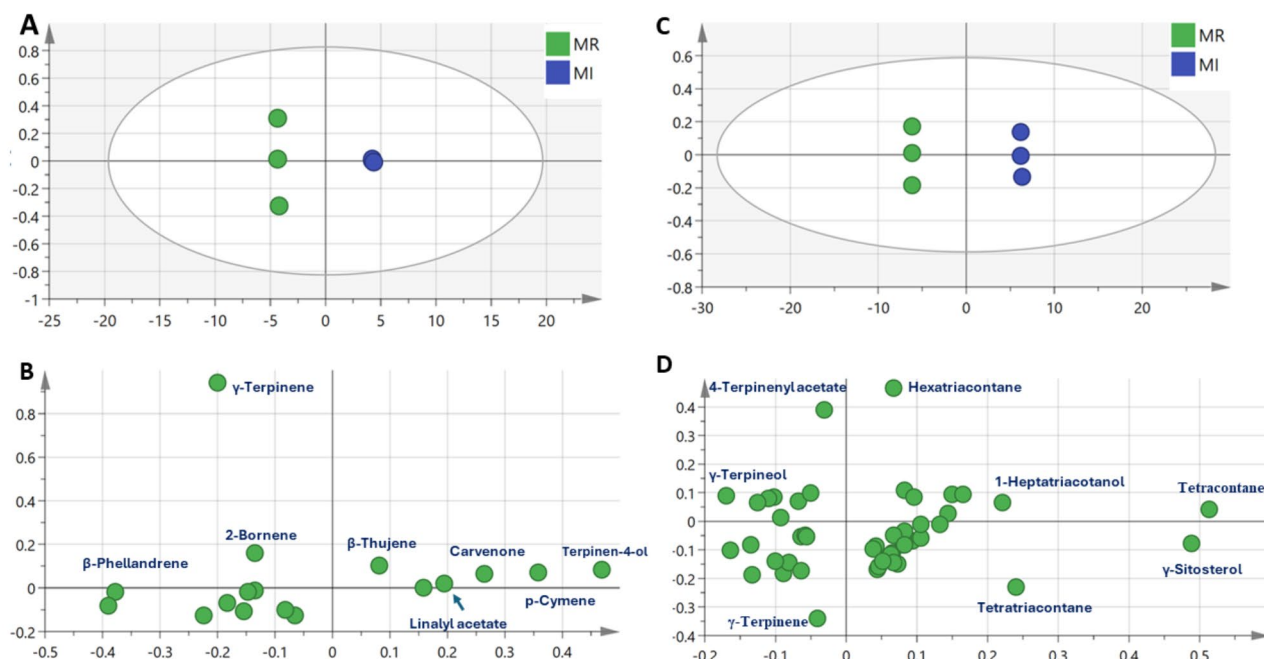 A
MR
MI
0.8
0.6
0.4
0.2
0
-0.2
-0.4
-0.6
-0.8
-1
-25 -20 -15 -10 -5 0 5 10 15 20
C
MR
MI
0.6
0.4
0.2
0
-0.2
-0.4
-0.6
-0.8
-30 -20 -10 0 10 20
B
γ-Terpinene
2-Bornene
β-Phellandrene
β-Thujene
Carvenone
Terpinen-4-ol
p-Cymene
Linalyl acetate
0.8
0.6
0.4
0.2
0
-0.2
-0.5 -0.4 -0.3 -0.2 -0.1 0 0.1 0.2 0.3 0.4
D
4-Terpinenyl acetate
Hexatriacontane
γ-Terpineol
1-Heptatriacotanol
Tetracontane
γ-Sitosterol
Tetratriacontane
γ-Terpinene
0.4
0.3
0.2
0.1
0
-0.1
-0.2
-0.3
-0.4
-0.2 -0.1 0 0.1 0.2 0.3 0.4 0.5